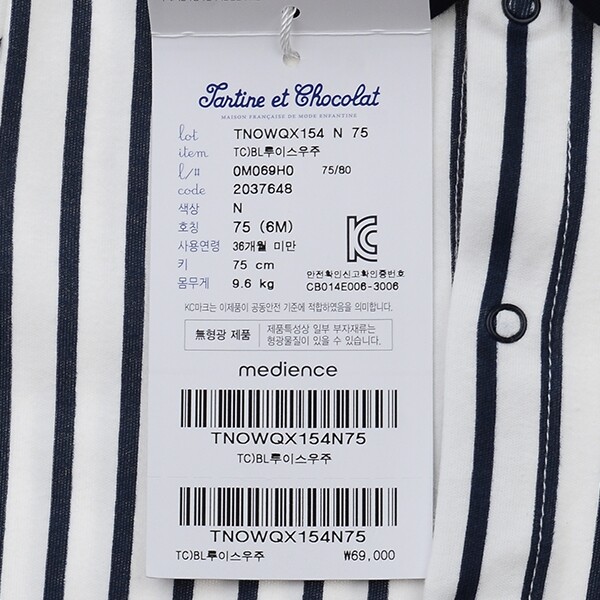 Tartine et Chocolat
MAISON FRANÇAISE DE MODE ENFANTINE
lot TNOWQX154 N 75
item TC)BL루이스우주
l/# 0M069H0 75/80
code 2037648
색상 N
호칭 75 (6M)
사용연령 36개월 미만
키 75 cm
몸무게 9.6 kg
안전확인신고확인증번호
CB014E006-3006
KC마크는 이제품이 공동안전 기준에 적합하였음을 의미합니다.
無형광 제품
제품특성상 일부 부자재류는
형광물질이 있을 수 있습니다.
medience
TNOWQX154N75
TC)BL루이스우주
TNOWQX154N75
TC)BL루이스우주 ₩69,000